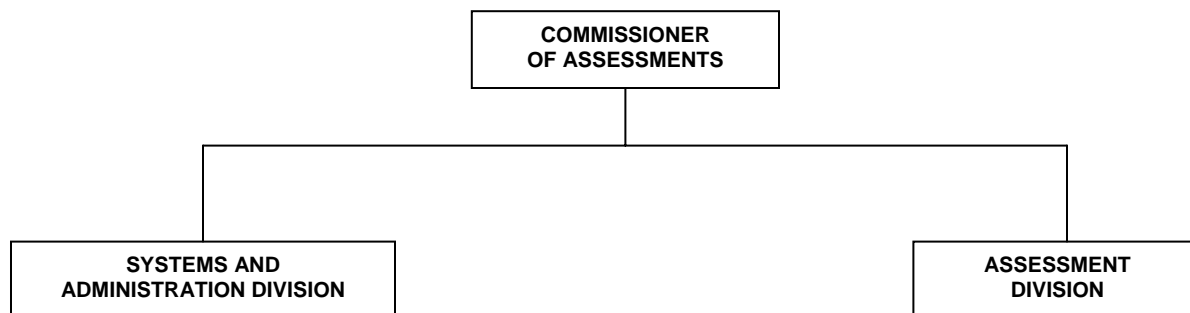 COMMISSIONER
OF ASSESSMENTS
SYSTEMS AND
ADMINISTRATION DIVISION
ASSESSMENT
DIVISION